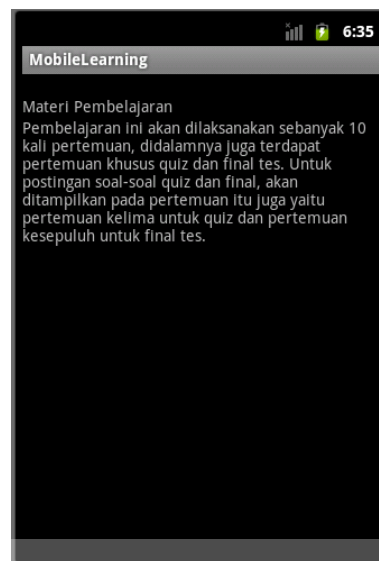 6:35
MobileLearning
Materi Pembelajaran
Pembelajaran ini akan dilaksanakan sebanyak 10
kali pertemuan, didalamnya juga terdapat
pertemuan khusus quiz dan final tes. Untuk
postingan soal-soal quiz dan final, akan
ditampilkan pada pertemuan itu juga yaitu
pertemuan kelima untuk quiz dan pertemuan
kesepuluh untuk final tes.